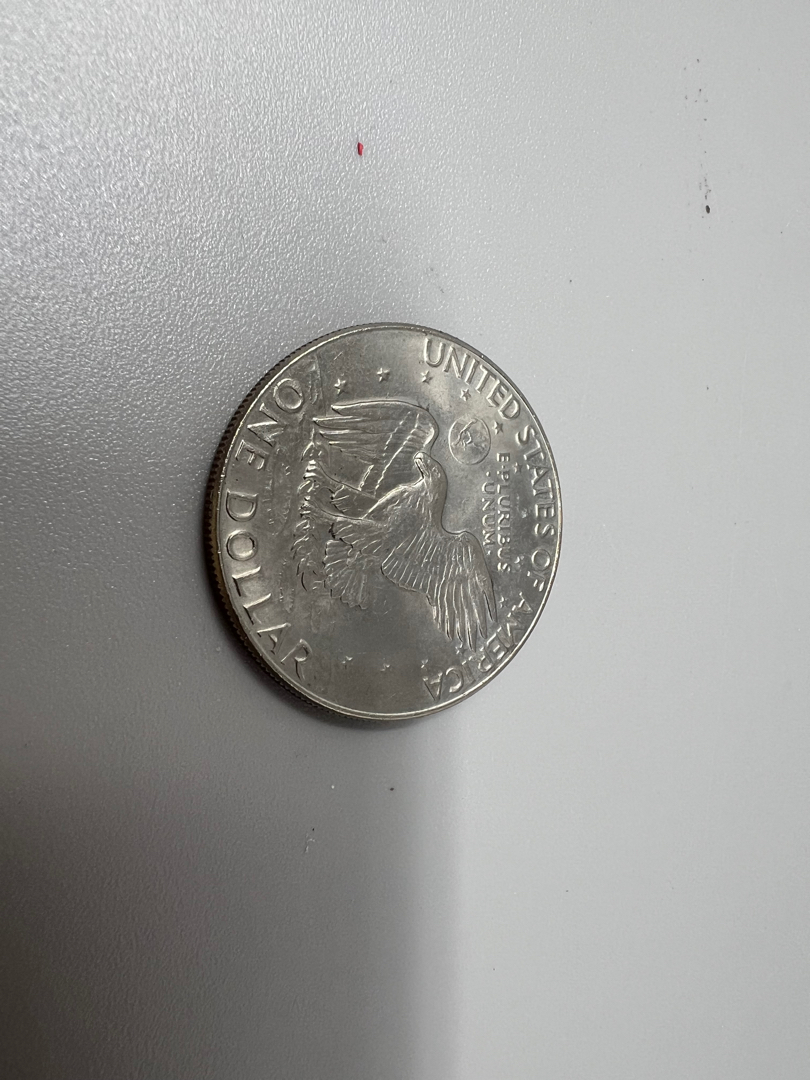 UNITED STATES OF AMERICA
E·PLURIBUS
UNUM
ONE DOLLAR